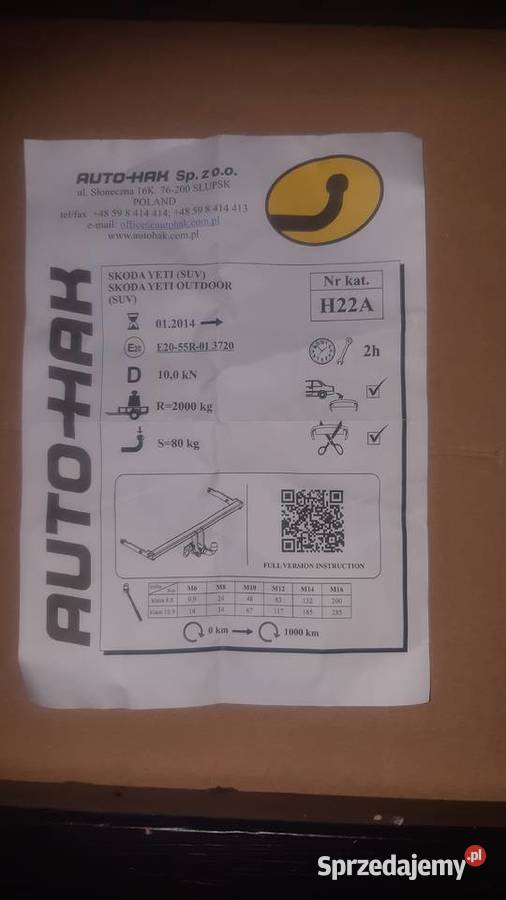 AUTO-HAK Sp. z o.o.
ul. Słoneczna 16K 76-200 SŁUPSK
POLAND
tel/fax +48 59 8 414 414; +48 59 8 414 413
e-mail: office@autohak.com.pl
www.autohak.com.pl
AUTO-HAK
SKODA YETI (SUV)
SKODA YETI OUTDOOR
(SUV)
Nr kat.
H22A
01.2014
E20 E20-55R-01 3720
2h
D 10,0 kN
R=2000 kg
S=80 kg
FULL VERSION INSTRUCTION
M6 M8 M10 M12 M14 M16
Klasa 8.8 9,9 24 48 83 132 200
Klasa 10.9 14 34 67 117 185 285
0 km 1000 km
Sprzedajemy.pl